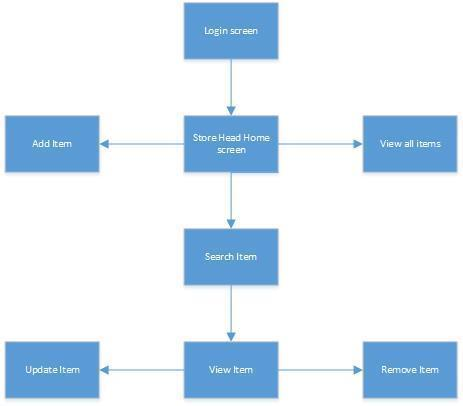 Login screen
Add Item
Store Head Home
screen
View all items
Search Item
Update Item
View Item
Remove Item